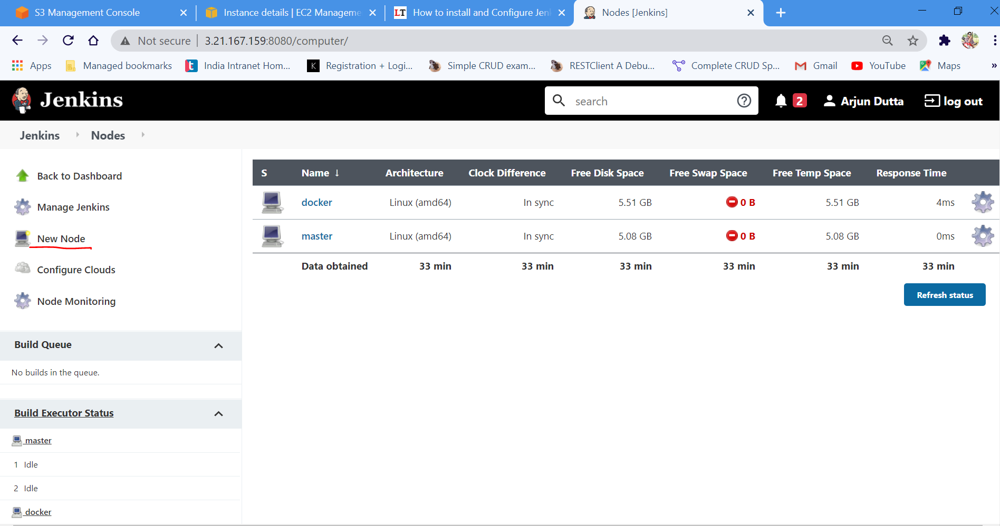 S3 Management Console
Instance details | EC2 Manageme
LT How to install and Configure Jen
Nodes [Jenkins]
Not secure 3.21.167.159:8080/computer/
Apps Managed bookmarks t India Intranet Hom... K Registration + Logi... Simple CRUD exam... RESTClient A Debu... Complete CRUD Sp... Gmail YouTube Maps »
Jenkins search 2 Arjun Dutta log out
Jenkins Nodes
Back to Dashboard
Manage Jenkins
New Node
Configure Clouds
Node Monitoring
Build Queue
No builds in the queue.
Build Executor Status
master
1 Idle
2 Idle
docker
S Name ↓ Architecture Clock Difference Free Disk Space Free Swap Space Free Temp Space Response Time
docker Linux (amd64) In sync 5.51 GB 0 B 5.51 GB 4ms
master Linux (amd64) In sync 5.08 GB 0 B 5.08 GB 0ms
Data obtained 33 min 33 min 33 min 33 min 33 min 33 min
Refresh status